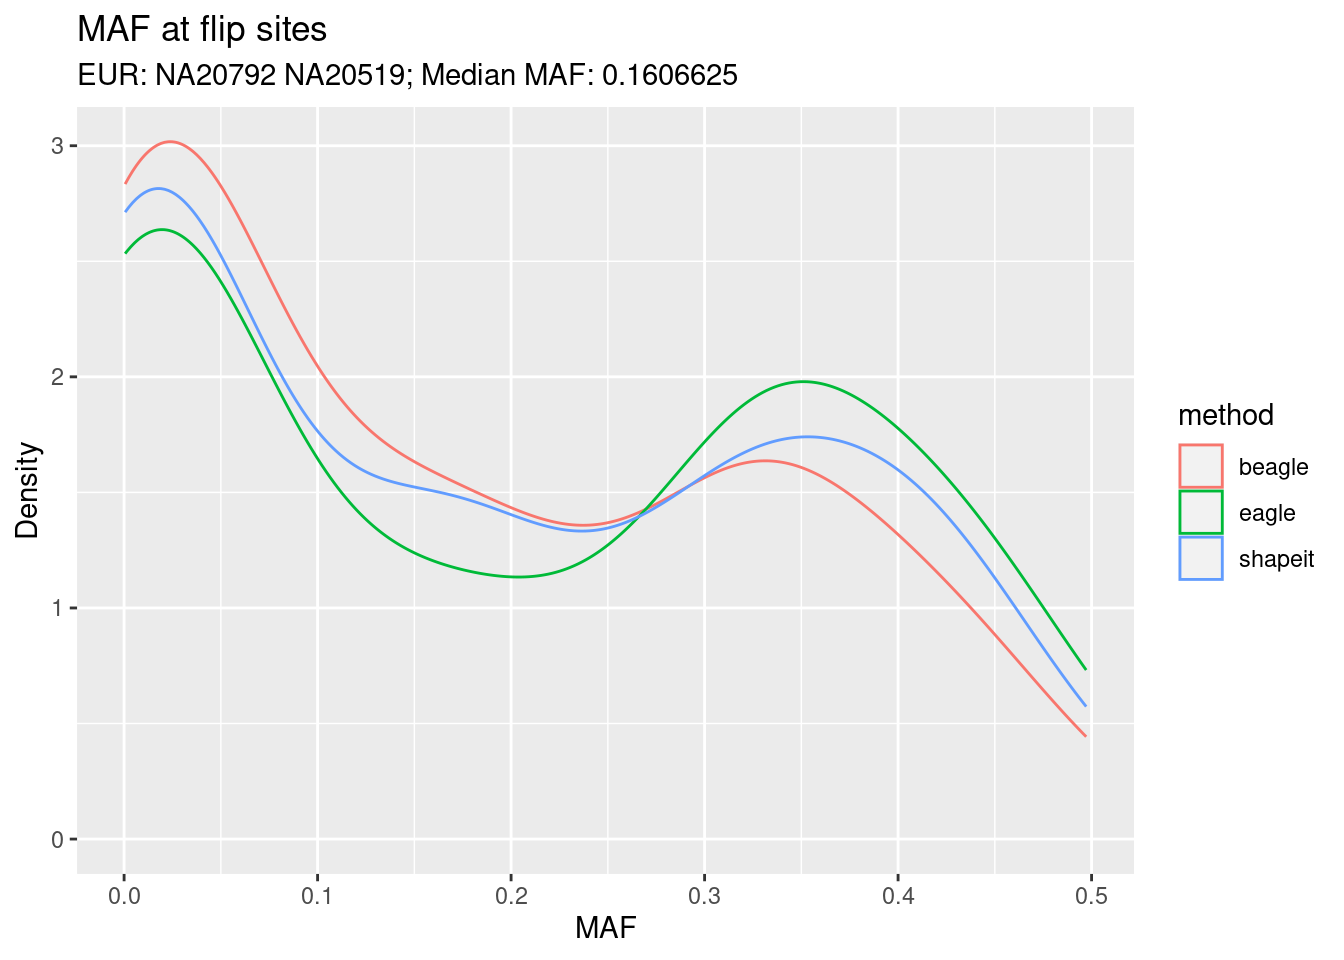 MAF at flip sites
EUR: NA20792 NA20519; Median MAF: 0.1606625
3
2
1
0
Density
0.0 0.1 0.2 0.3 0.4 0.5
MAF
method
beagle
eagle
shapeit